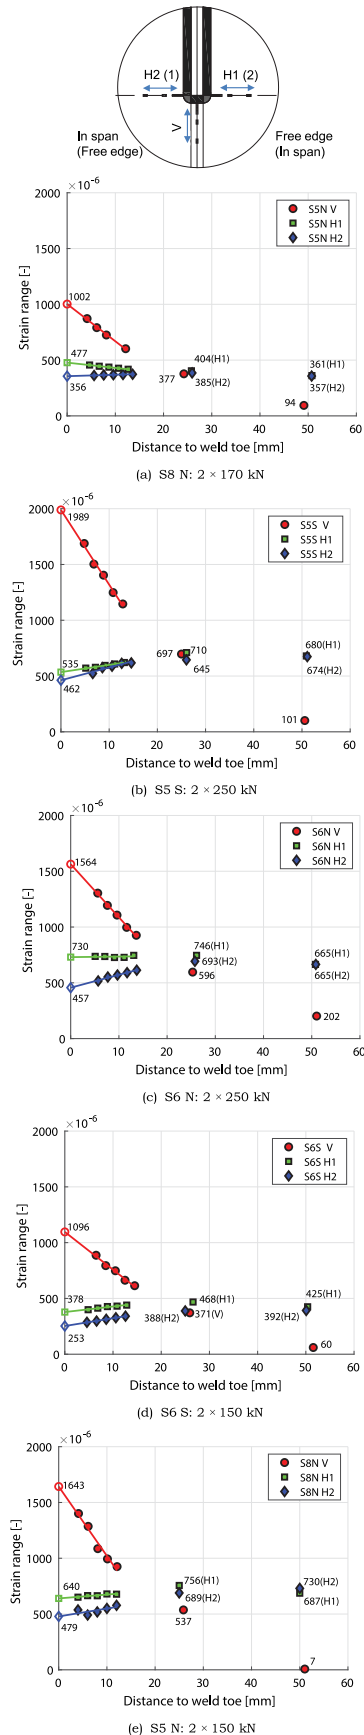 H2 (1)
H1 (2)
V
In span
(Free edge)
Free edge
(In span)
×10⁻⁶
2000
1500
1000
500
0
Strain range [-]
S5N V
S5N H1
S5N H2
1002
477
356
404(H1)
377
385(H2)
361(H1)
357(H2)
94
0 10 20 30 40 50 60
Distance to weld toe [mm]
(a) S8 N: 2 × 170 kN
×10⁻⁶
2000
1500
1000
500
0
Strain range [-]
S5S V
S5S H1
S5S H2
1989
535
462
697
710
645
680(H1)
674(H2)
101
0 10 20 30 40 50 60
Distance to weld toe [mm]
(b) S5 S: 2 × 250 kN
×10⁻⁶
2000
1500
1000
500
0
Strain range [-]
S6N V
S6N H1
S6N H2
1564
730
457
746(H1)
693(H2)
596
665(H1)
665(H2)
202
0 10 20 30 40 50 60
Distance to weld toe [mm]
(c) S6 N: 2 × 250 kN
×10⁻⁶
2000
1500
1000
500
0
Strain range [-]
S6S V
S6S H1
S6S H2
1096
378
253
468(H1)
388(H2)
371(V)
425(H1)
392(H2)
60
0 10 20 30 40 50 60
Distance to weld toe [mm]
(d) S6 S: 2 × 150 kN
×10⁻⁶
2000
1500
1000
500
0
Strain range [-]
S8N V
S8N H1
S8N H2
1643
640
479
756(H1)
689(H2)
537
730(H2)
687(H1)
7
0 10 20 30 40 50 60
Distance to weld toe [mm]
(e) S5 N: 2 × 150 kN